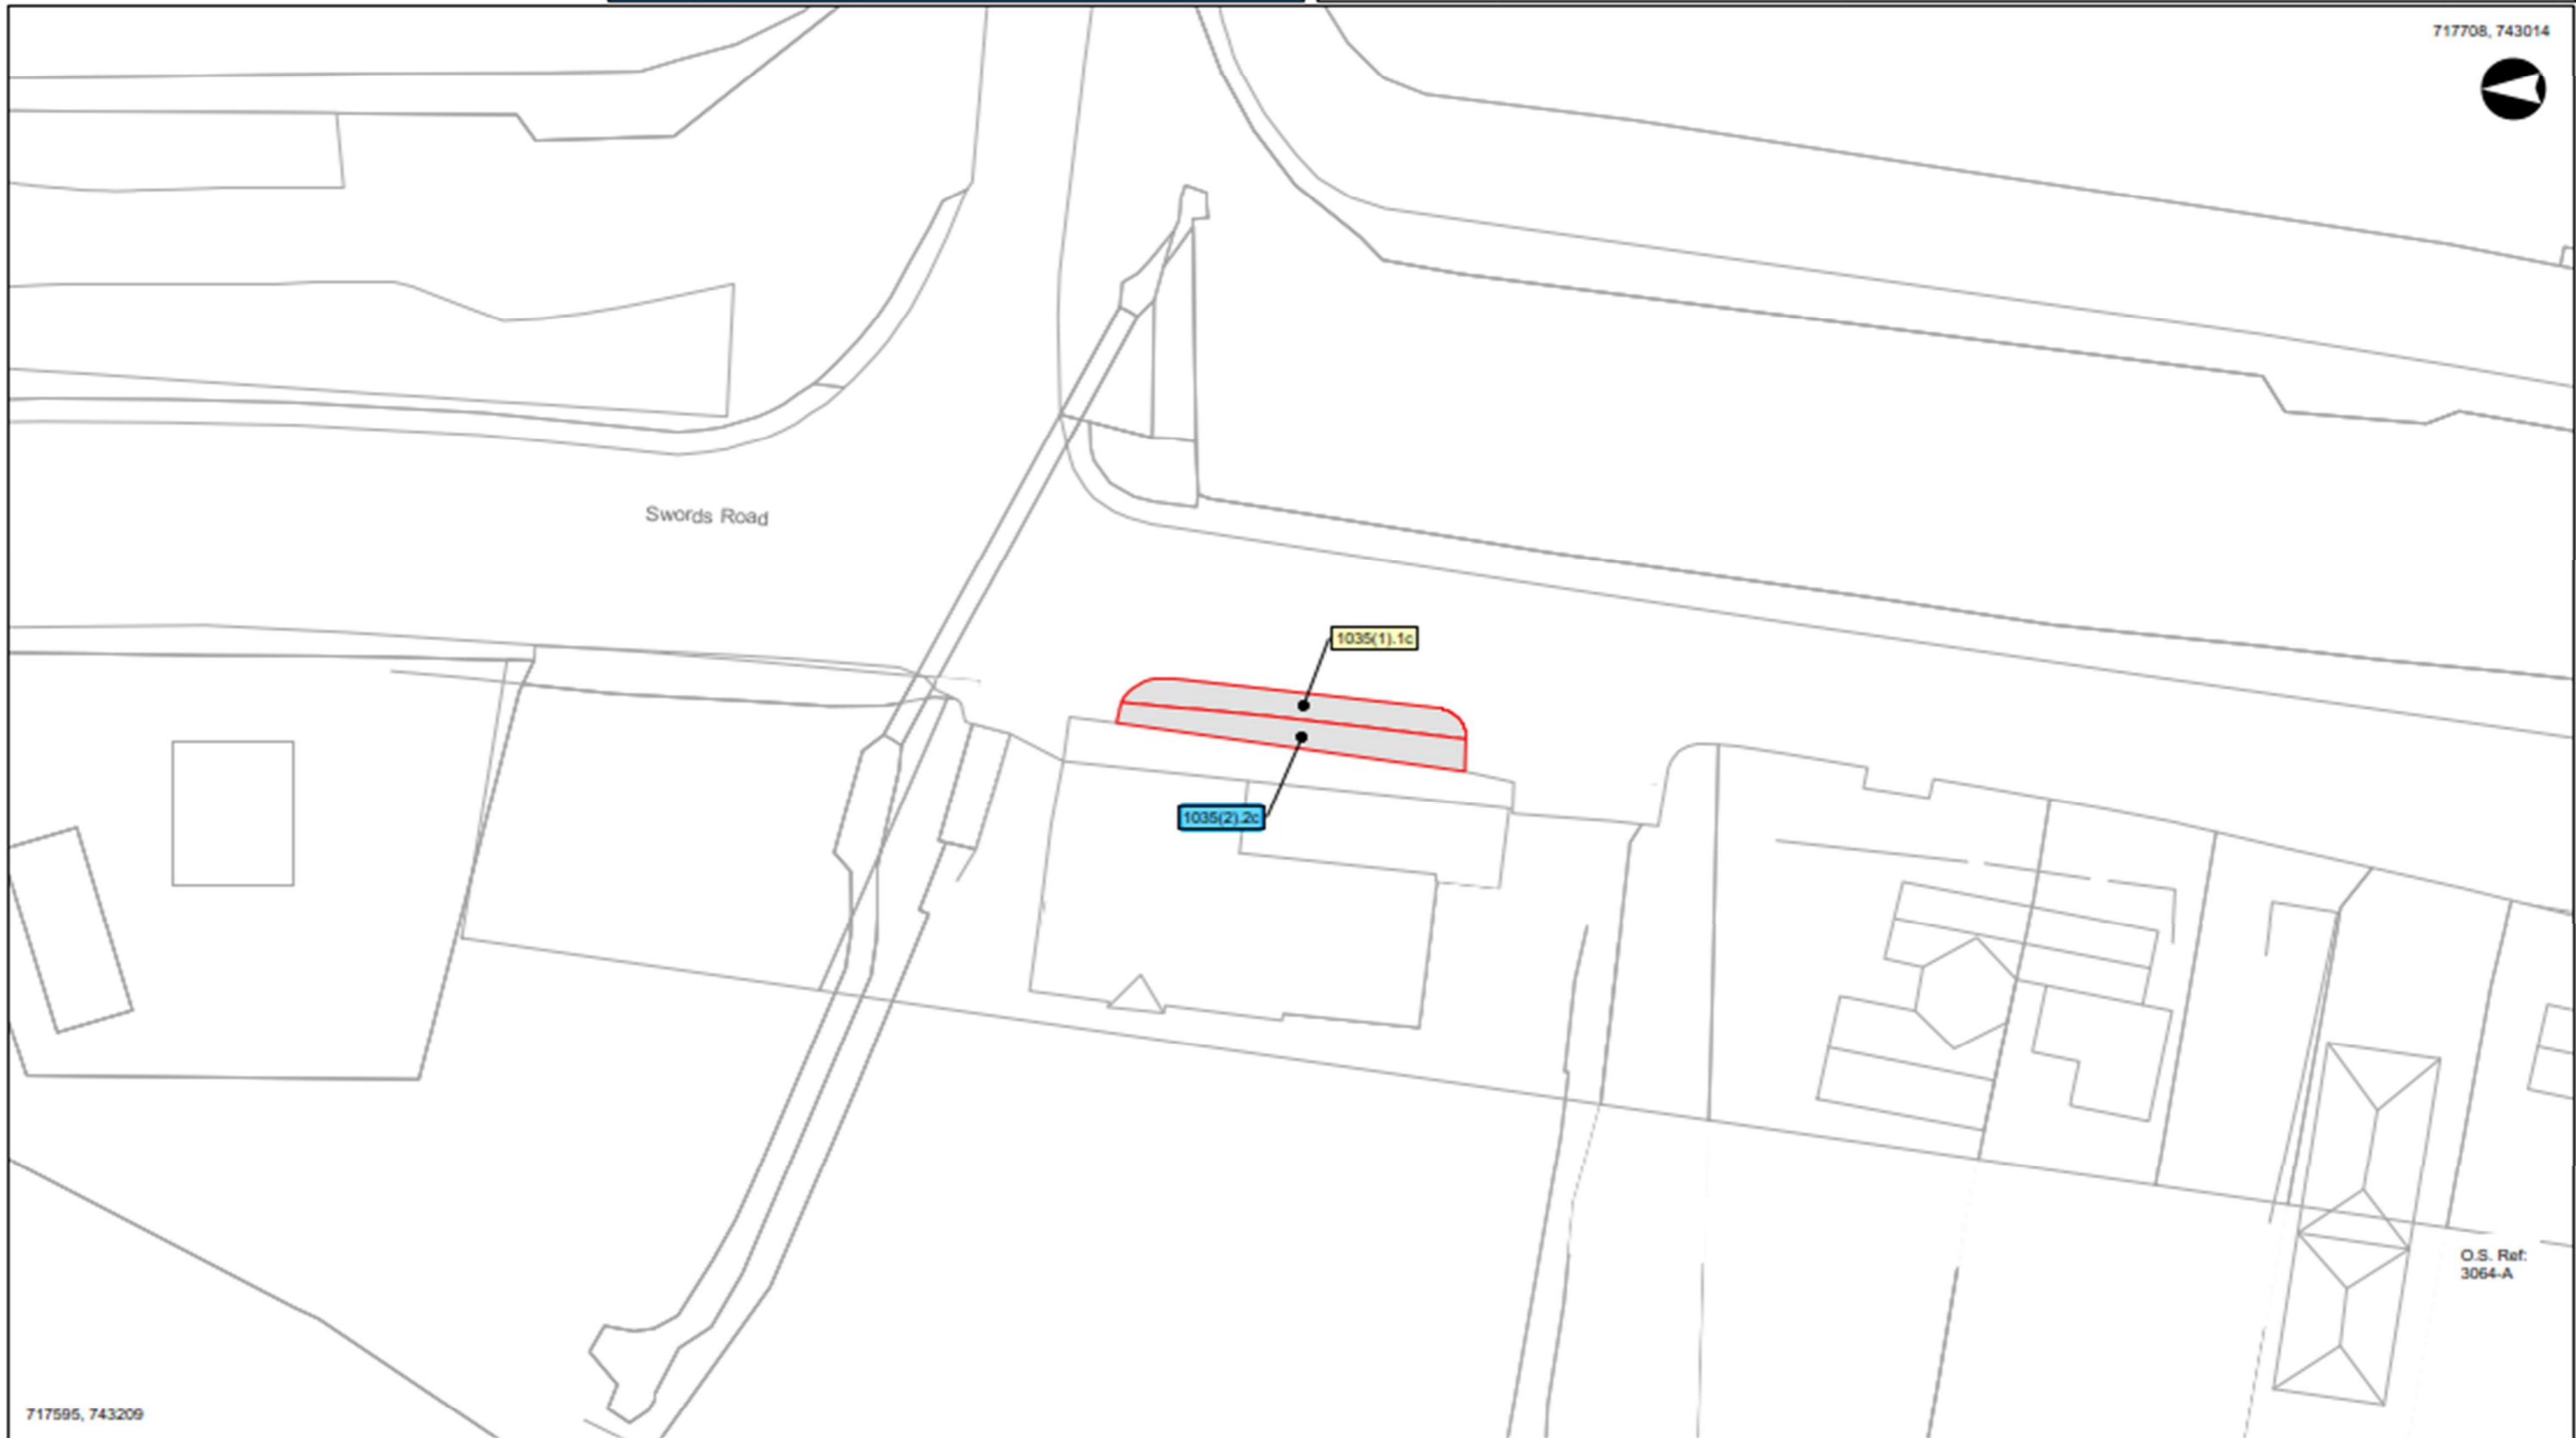 717708, 743014
Swords Road
1035(1).1c
1035(2).2c
O.S. Ref:
3064-A
717595, 743209